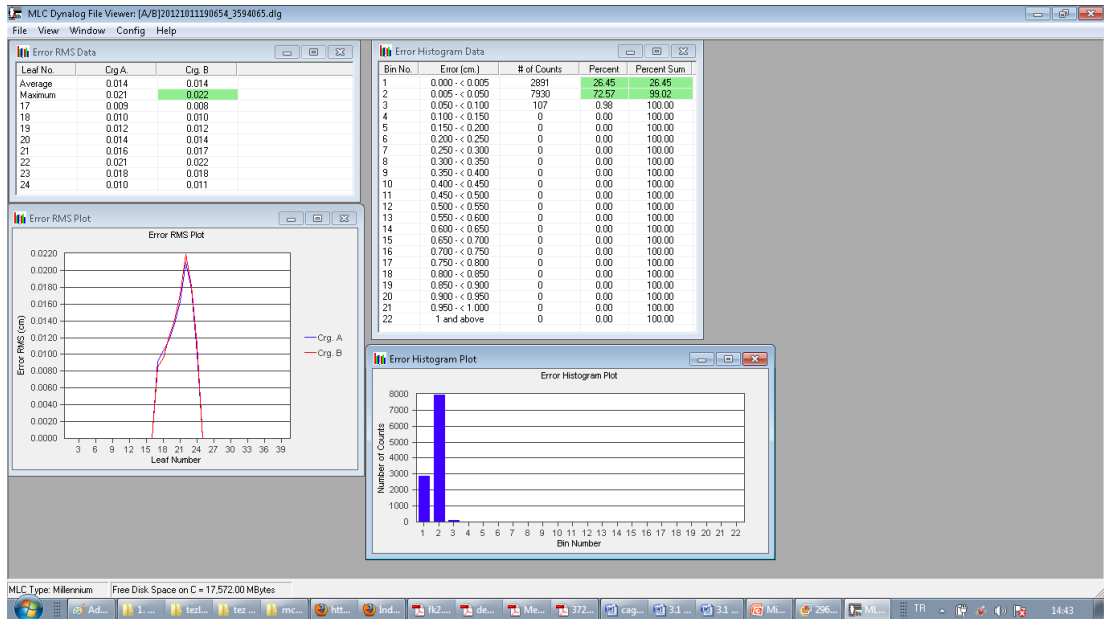 MLC Dynalog File Viewer: [A/B]20121011190654_3594065.dlg
File View Window Config Help
Error RMS Data
Leaf No. Crg A. Crg. B
Average 0.014 0.014
Maximum 0.021 0.022
17 0.009 0.008
18 0.010 0.010
19 0.012 0.012
20 0.014 0.014
21 0.016 0.017
22 0.021 0.022
23 0.018 0.018
24 0.010 0.011
Error RMS Plot
Error RMS Plot
0.0220
0.0200
0.0180
0.0160
0.0140
0.0120
0.0100
0.0080
0.0060
0.0040
0.0020
0.0000
Error RMS (cm)
3 6 9 12 15 18 21 24 27 30 33 36 39
Leaf Number
Crg. A
Crg. B
Error Histogram Data
Bin No. Error (cm.) # of Counts Percent Percent Sum
1 0.000 - < 0.005 2891 26.45 26.45
2 0.005 - < 0.050 7930 72.57 99.02
3 0.050 - < 0.100 107 0.98 100.00
4 0.100 - < 0.150 0 0.00 100.00
5 0.150 - < 0.200 0 0.00 100.00
6 0.200 - < 0.250 0 0.00 100.00
7 0.250 - < 0.300 0 0.00 100.00
8 0.300 - < 0.350 0 0.00 100.00
9 0.350 - < 0.400 0 0.00 100.00
10 0.400 - < 0.450 0 0.00 100.00
11 0.450 - < 0.500 0 0.00 100.00
12 0.500 - < 0.550 0 0.00 100.00
13 0.550 - < 0.600 0 0.00 100.00
14 0.600 - < 0.650 0 0.00 100.00
15 0.650 - < 0.700 0 0.00 100.00
16 0.700 - < 0.750 0 0.00 100.00
17 0.750 - < 0.800 0 0.00 100.00
18 0.800 - < 0.850 0 0.00 100.00
19 0.850 - < 0.900 0 0.00 100.00
20 0.900 - < 0.950 0 0.00 100.00
21 0.950 - < 1.000 0 0.00 100.00
22 1 and above 0 0.00 100.00
Error Histogram Plot
Error Histogram Plot
8000
7000
6000
5000
4000
3000
2000
1000
0
Number of Counts
1 2 3 4 5 6 7 8 9 10 11 12 13 14 15 16 17 18 19 20 21 22
Bin Number
MLC Type: Millennium Free Disk Space on C = 17,572.00 MBytes
Ad... 1. ... tezl... tez ... mc... htt... İnd... fk2.... de... Me... 372... cag... 3.1 ... 3.1 ... Mi... 296... ML... TR 14:43